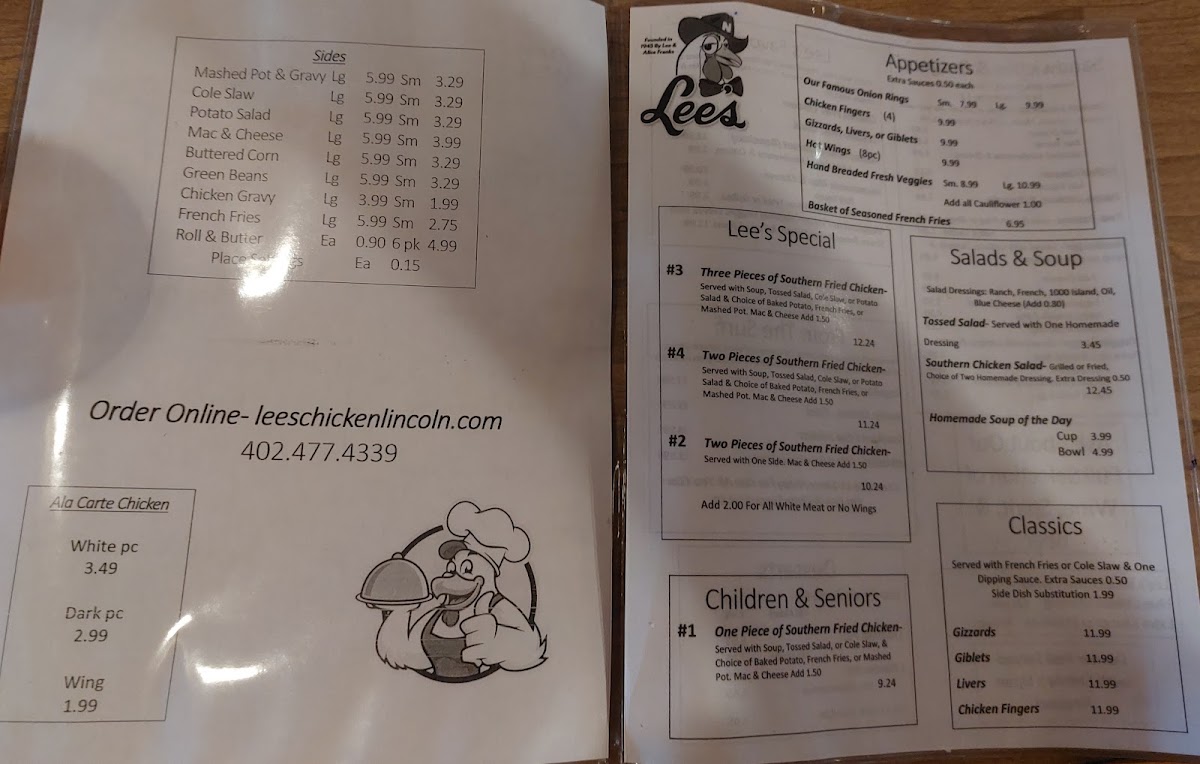 Sides
Mashed Pot & Gravy Lg 5.99 Sm 3.29
Cole Slaw Lg 5.99 Sm 3.29
Potato Salad Lg 5.99 Sm 3.29
Mac & Cheese Lg 5.99 Sm 3.99
Buttered Corn Lg 5.99 Sm 3.29
Green Beans Lg 5.99 Sm 3.29
Chicken Gravy Lg 3.99 Sm 1.99
French Fries Lg 5.99 Sm 2.75
Roll & Butter Ea 0.90 6 pk 4.99
Place Ea 0.15
Order Online- leeschickenlincoln.com
402.477.4339
Ala Carte Chicken
White pc
3.49
Dark pc
2.99
Wing
1.99
Founded in
1945 By Lee &
Alice Franks
N
Lee's
Appetizers
Extra Sauces 0.50 each
Our Famous Onion Rings Sm. 7.99 Lg. 9.99
Chicken Fingers (4) 9.99
Gizzards, Livers, or Giblets 9.99
Hot Wings (8pc) 9.99
Hand Breaded Fresh Veggies Sm. 8.99 Lg. 10.99
Add all Cauliflower 1.00
Basket of Seasoned French Fries 6.95
Lee's Special
#3 Three Pieces of Southern Fried Chicken-
Served with Soup, Tossed Salad, Cole Slaw, or Potato
Salad & Choice of Baked Potato, French Fries, or
Mashed Pot. Mac & Cheese Add 1.50
12.24
#4 Two Pieces of Southern Fried Chicken-
Served with Soup, Tossed Salad, Cole Slaw, or Potato
Salad & Choice of Baked Potato, French Fries, or
Mashed Pot. Mac & Cheese Add 1.50
11.24
#2 Two Pieces of Southern Fried Chicken-
Served with One Side. Mac & Cheese Add 1.50
10.24
Add 2.00 For All White Meat or No Wings
Children & Seniors
#1 One Piece of Southern Fried Chicken-
Served with Soup, Tossed Salad, or Cole Slaw, &
Choice of Baked Potato, French Fries, or Mashed
Pot. Mac & Cheese Add 1.50
9.24
Salads & Soup
Salad Dressings: Ranch, French, 1000 Island, Oil,
Blue Cheese (Add 0.80)
Tossed Salad- Served with One Homemade
Dressing 3.45
Southern Chicken Salad- Grilled or Fried,
Choice of Two Homemade Dressing. Extra Dressing 0.50
12.45
Homemade Soup of the Day
Cup 3.99
Bowl 4.99
Classics
Served with French Fries or Cole Slaw & One
Dipping Sauce. Extra Sauces 0.50
Side Dish Substitution 1.99
Gizzards 11.99
Giblets 11.99
Livers 11.99
Chicken Fingers 11.99